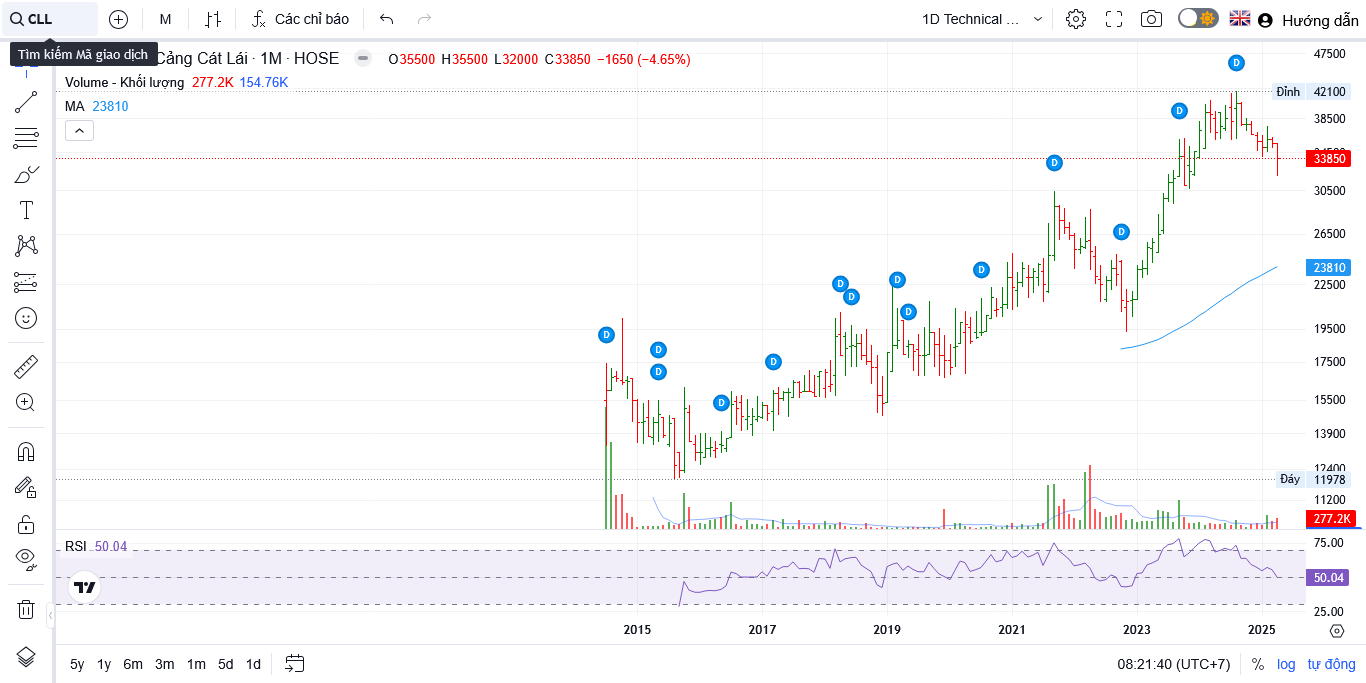 CLL
M
Các chỉ báo
1D Technical ...
Hướng dẫn
Tìm kiếm Mã giao dịch
Cảng Cát Lái · 1M · HOSE
O35500 H35500 L32000 C33850 −1650 (−4.65%)
Volume - Khối lượng 277.2K 154.76K
MA 23810
47500
Đỉnh 42100
38500
33850
30500
26500
23810
22500
19500
17500
15500
13900
12400
Đáy 11978
11200
277.2K
RSI 50.04
75.00
50.04
25.00
D
D
D
D
D
D
D
D
D
D
D
D
D
D
2015 2017 2019 2021 2023 2025
5y 1y 6m 3m 1m 5d 1d
08:21:40 (UTC+7) % log tự động